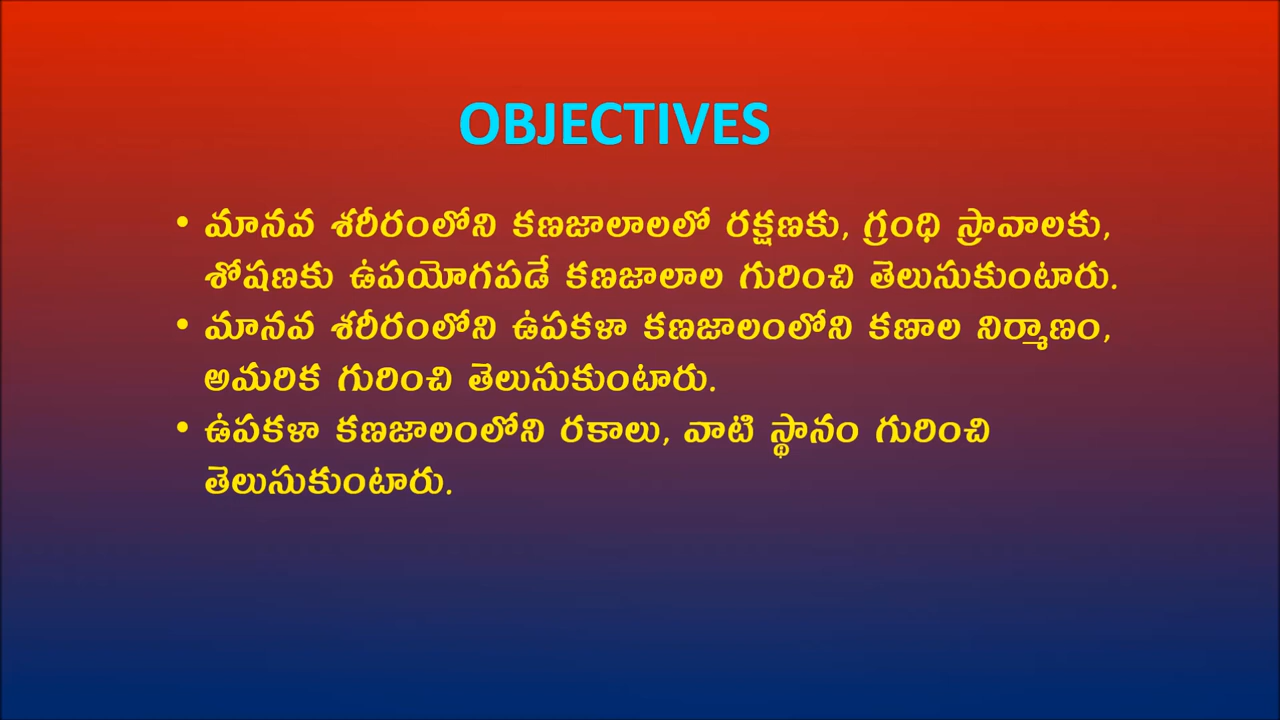 OBJECTIVES
• మానవ శరీరంలోని కణజాలాలలో రక్షణకు, గ్రంధి స్రావాలకు,
శోషణకు ఉపయోగపడే కణజాలాల గురించి తెలుసుకుంటారు.
• మానవ శరీరంలోని ఉపకళా కణజాలంలోని కణాల నిర్మాణం,
అమరిక గురించి తెలుసుకుంటారు.
• ఉపకళా కణజాలంలోని రకాలు, వాటి స్థానం గురించి
తెలుసుకుంటారు.